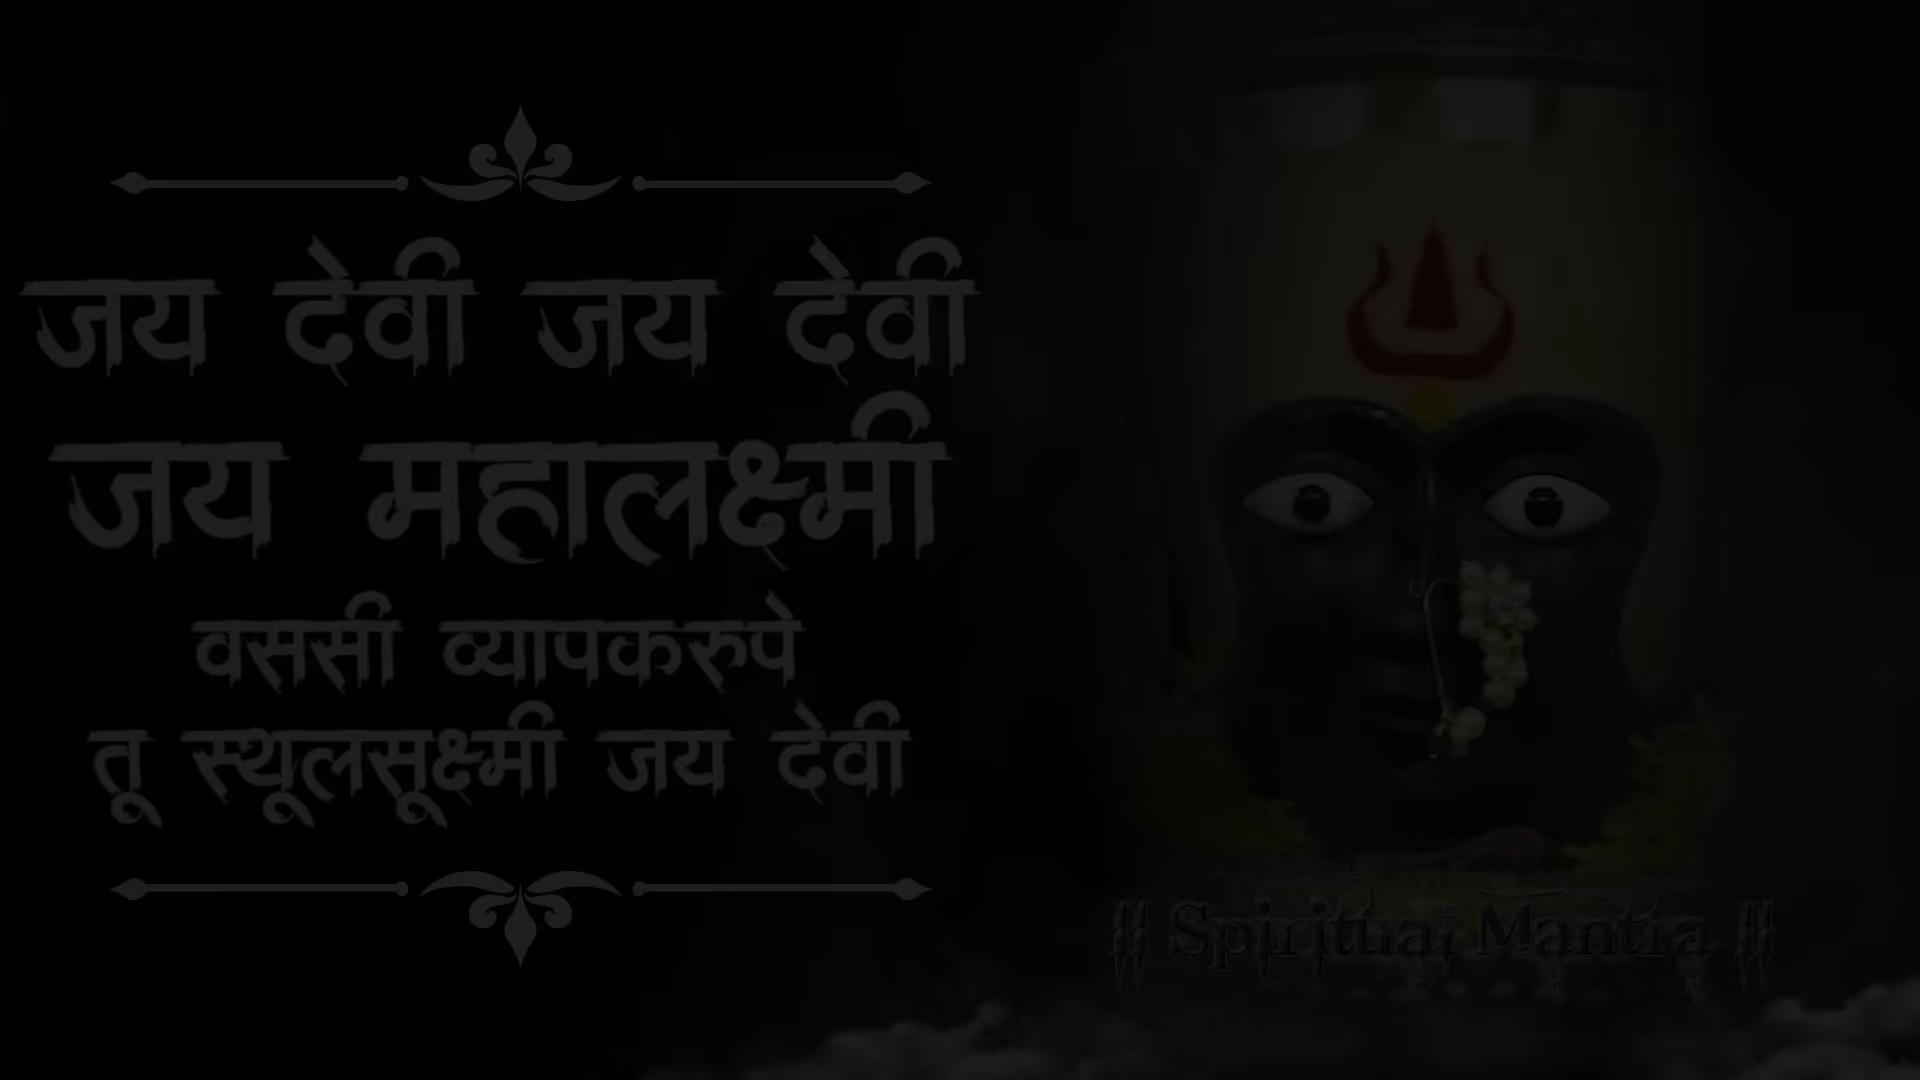 जय देवी जय देवी
जय महालक्ष्मी
वससी व्यापकरुपे
तू स्थूलसूक्ष्मी जय देवी
|| Spiritual Mantra ||